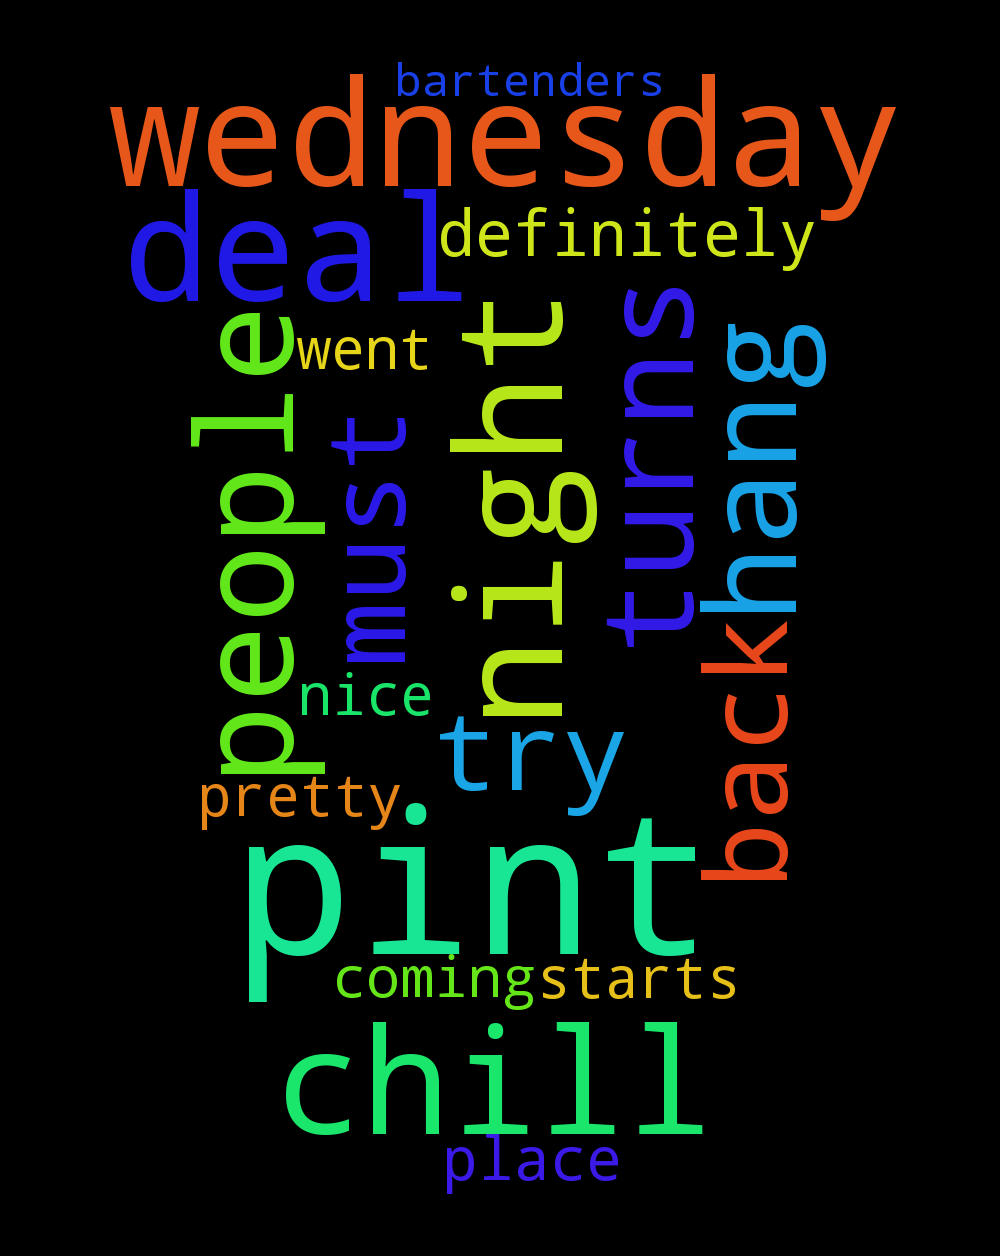 bartenders
wednesday
deal
definitely
people
went
must
night
turns
hang
nice
try
back
pretty
pint
coming
starts
chill
place